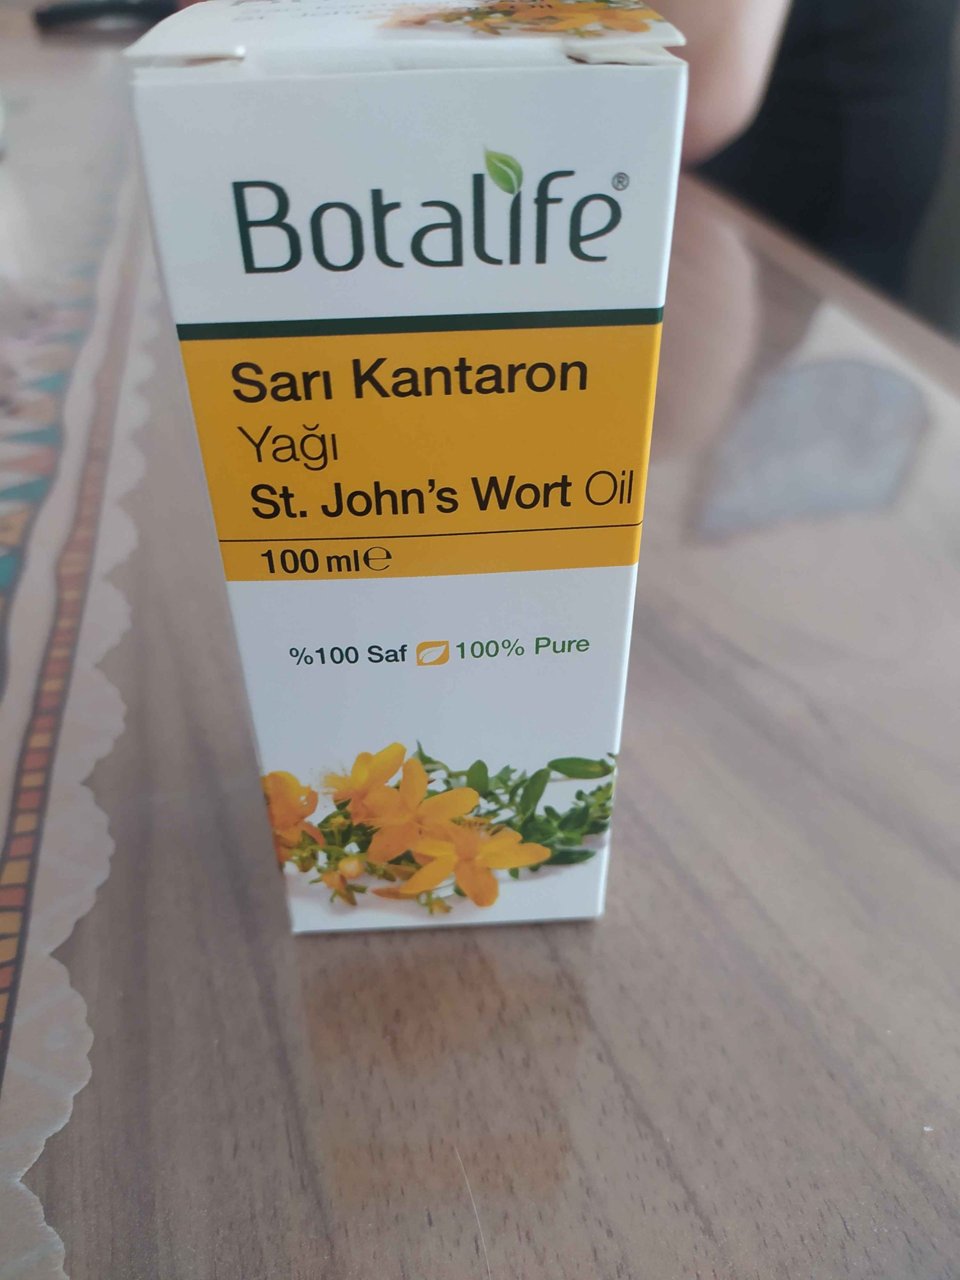 Botalife®
Sarı Kantaron
Yağı
St. John's Wort Oil
100 ml ℮
%100 Saf 100% Pure